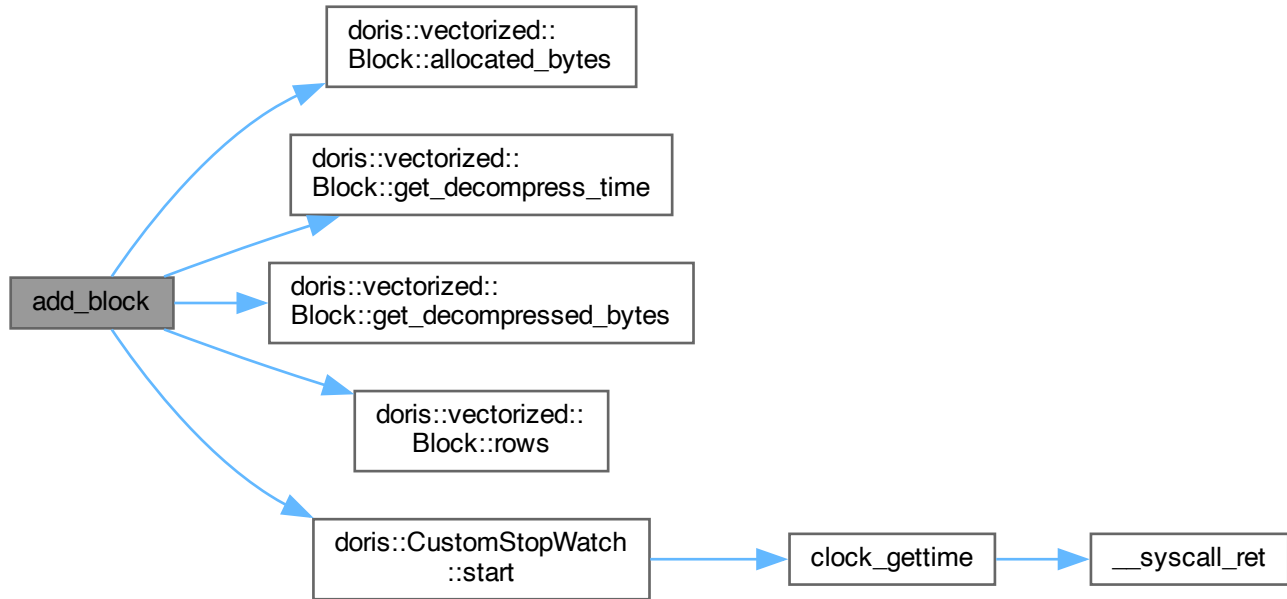 doris::vectorized::
Block::allocated_bytes
doris::vectorized::
Block::get_decompress_time
add_block
doris::vectorized::
Block::get_decompressed_bytes
doris::vectorized::
Block::rows
doris::CustomStopWatch
::start
clock_gettime
__syscall_ret